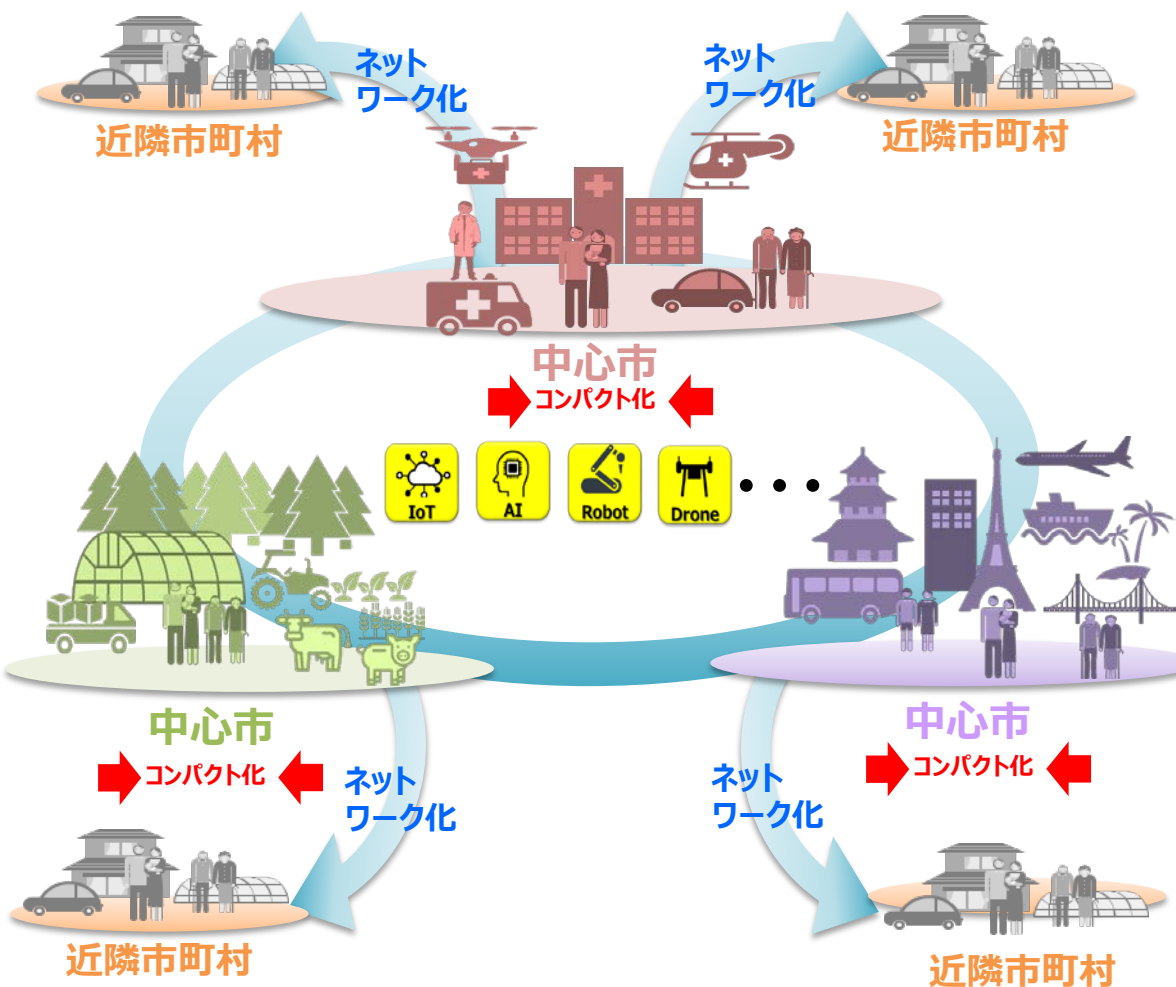 ネット
ワーク化
ネット
ワーク化
近隣市町村
近隣市町村
中心市
コンパクト化
IoT
AI
Robot
Drone
・・・
中心市
コンパクト化
ネット
ワーク化
中心市
コンパクト化
ネット
ワーク化
近隣市町村
近隣市町村